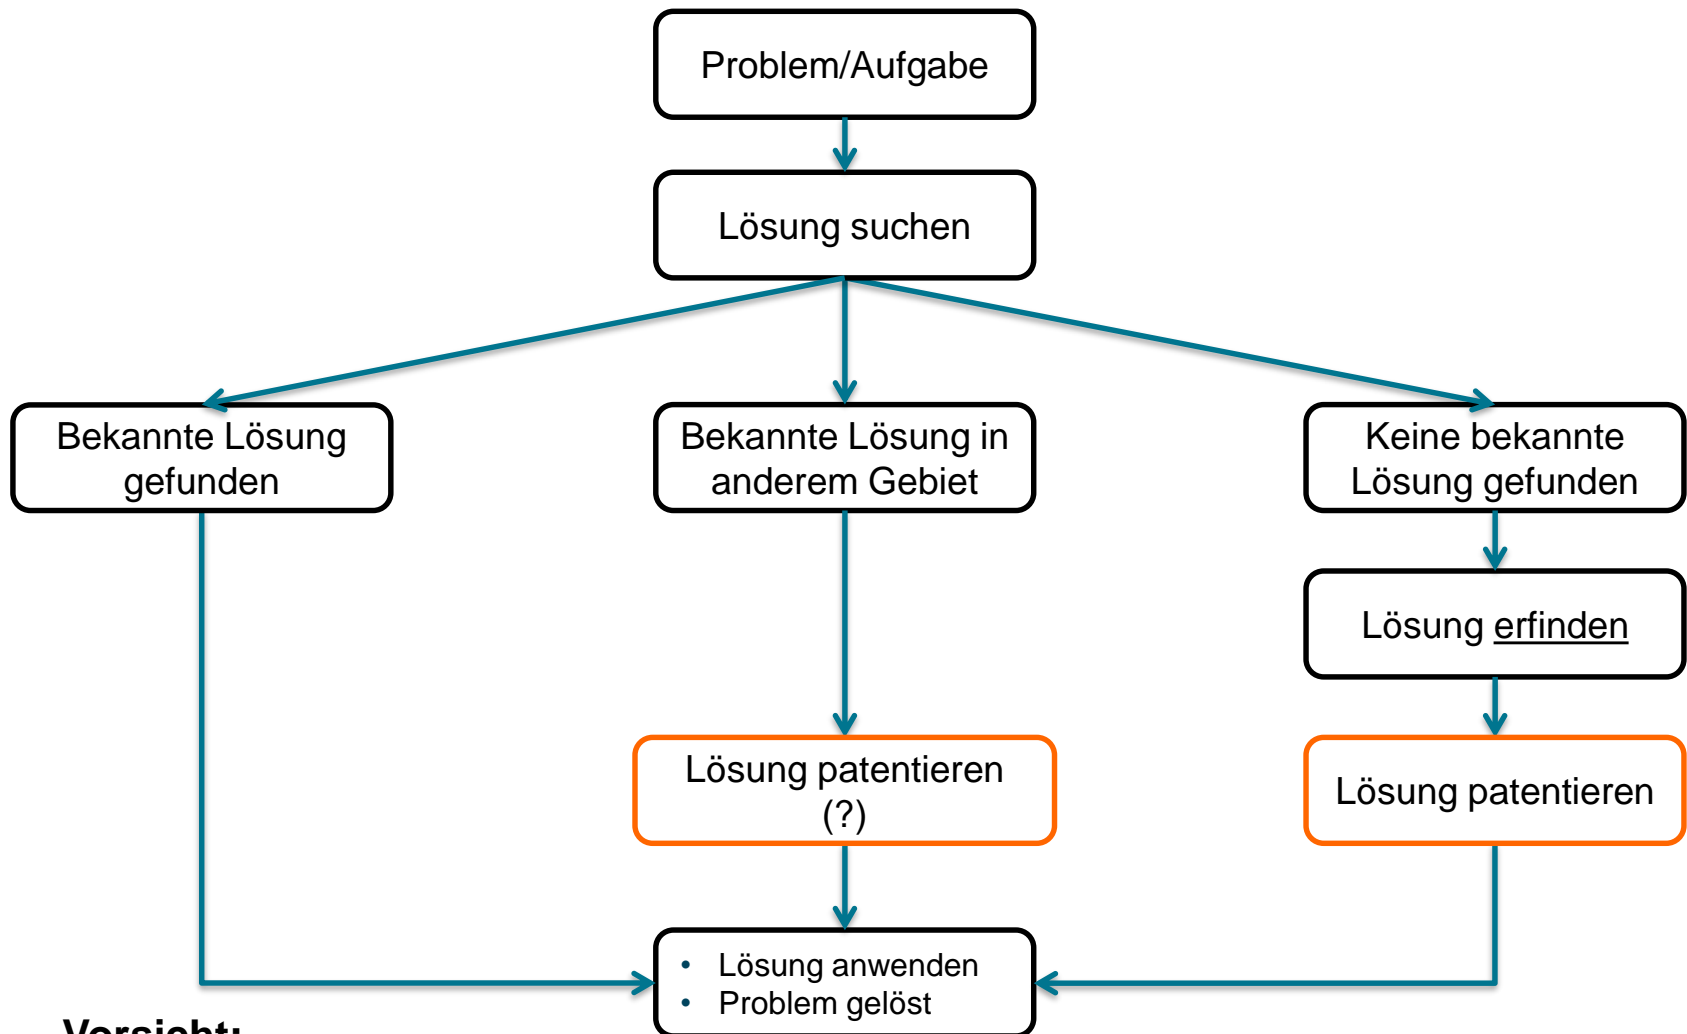 Problem/Aufgabe
Lösung suchen
Bekannte Lösung
gefunden
Bekannte Lösung in
anderem Gebiet
Keine bekannte
Lösung gefunden
Lösung erfinden
Lösung patentieren
(?)
Lösung patentieren
• Lösung anwenden
• Problem gelöst
Vorsicht: